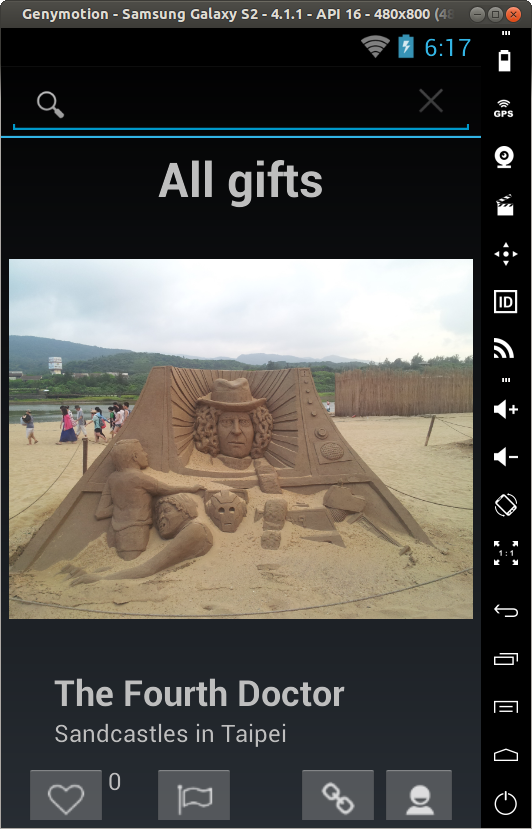 Genymotion - Samsung Galaxy S2 - 4.1.1 - API 16 - 480x800 (48
6:17
GPS
All gifts
ID
1:1
The Fourth Doctor
Sandcastles in Taipei
0